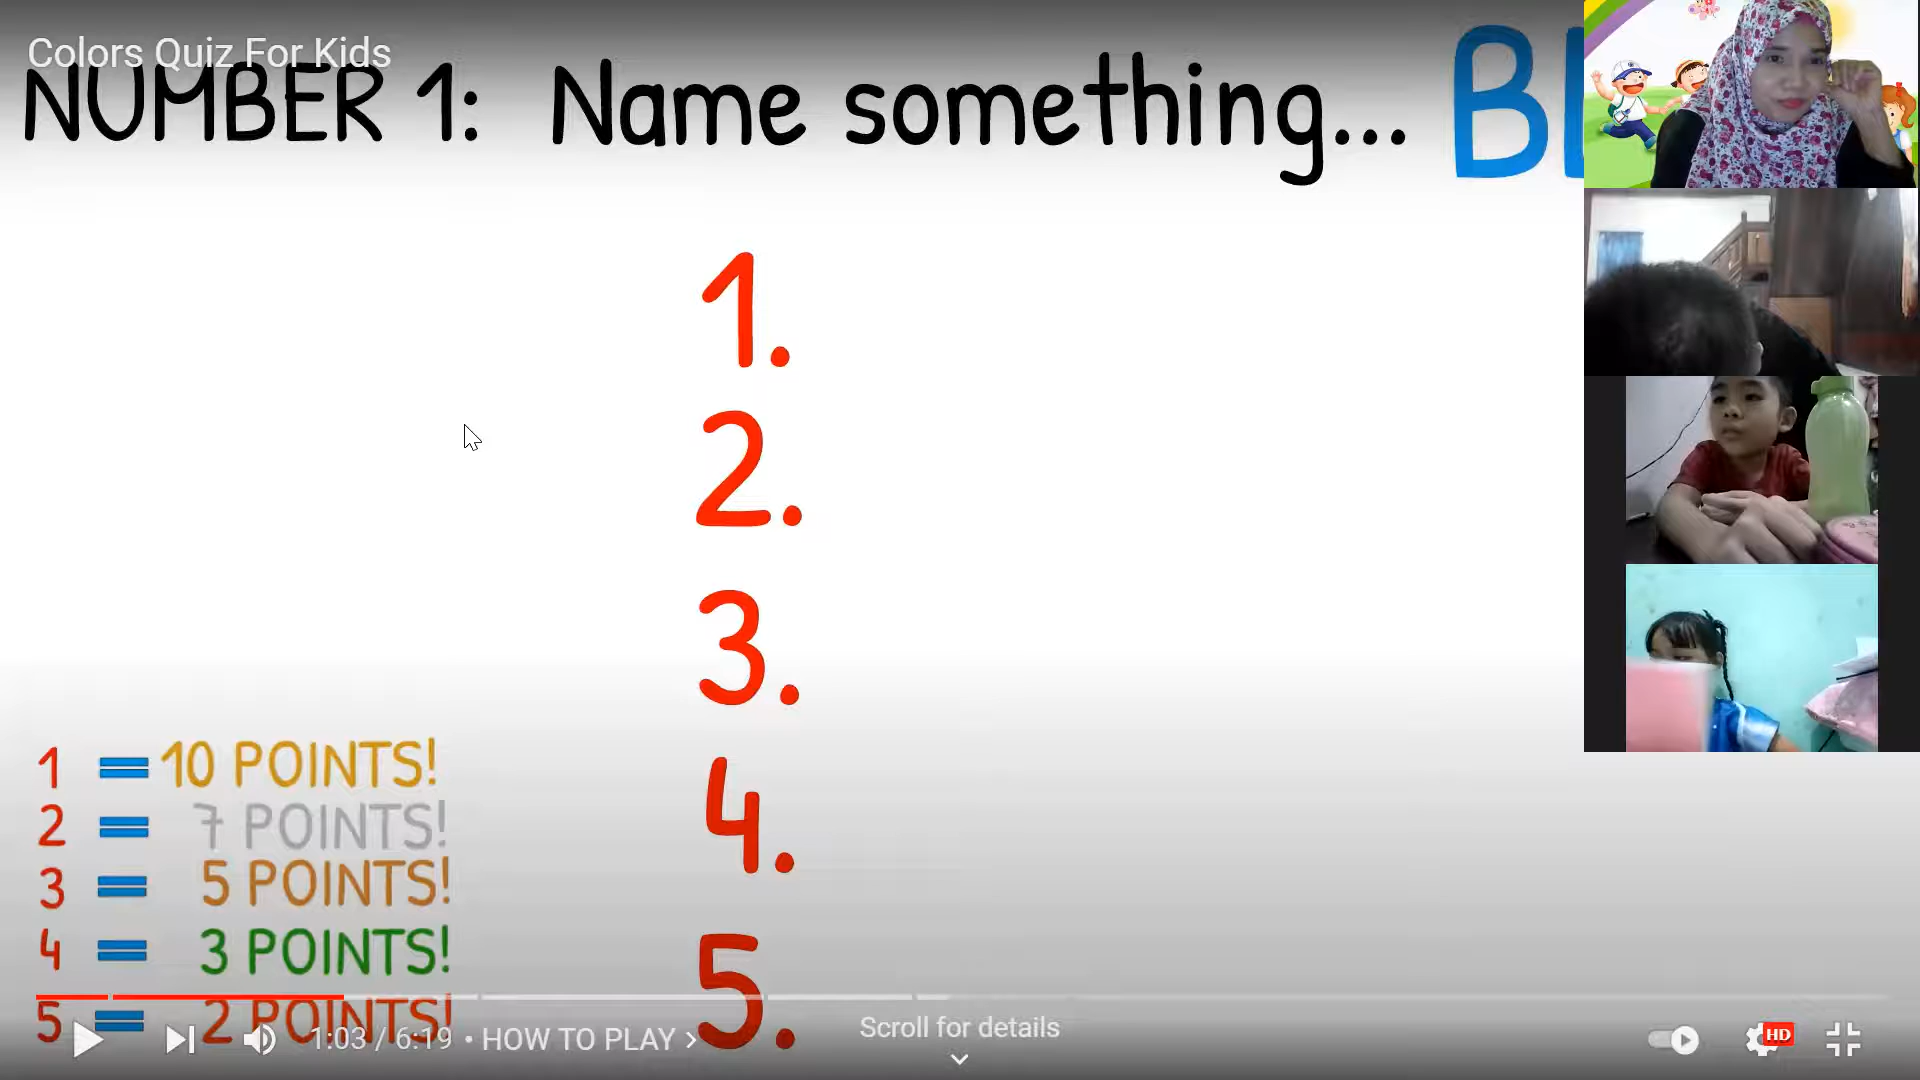 Colors Quiz For Kids
NUMBER 1: Name something...
1.
2.
3.
4.
5.
1 = 10 POINTS!
2 = 7 POINTS!
3 = 5 POINTS!
4 = 3 POINTS!
5 = 2 POINTS!
1:03 / 6:19 • HOW TO PLAY >
Scroll for details
HD